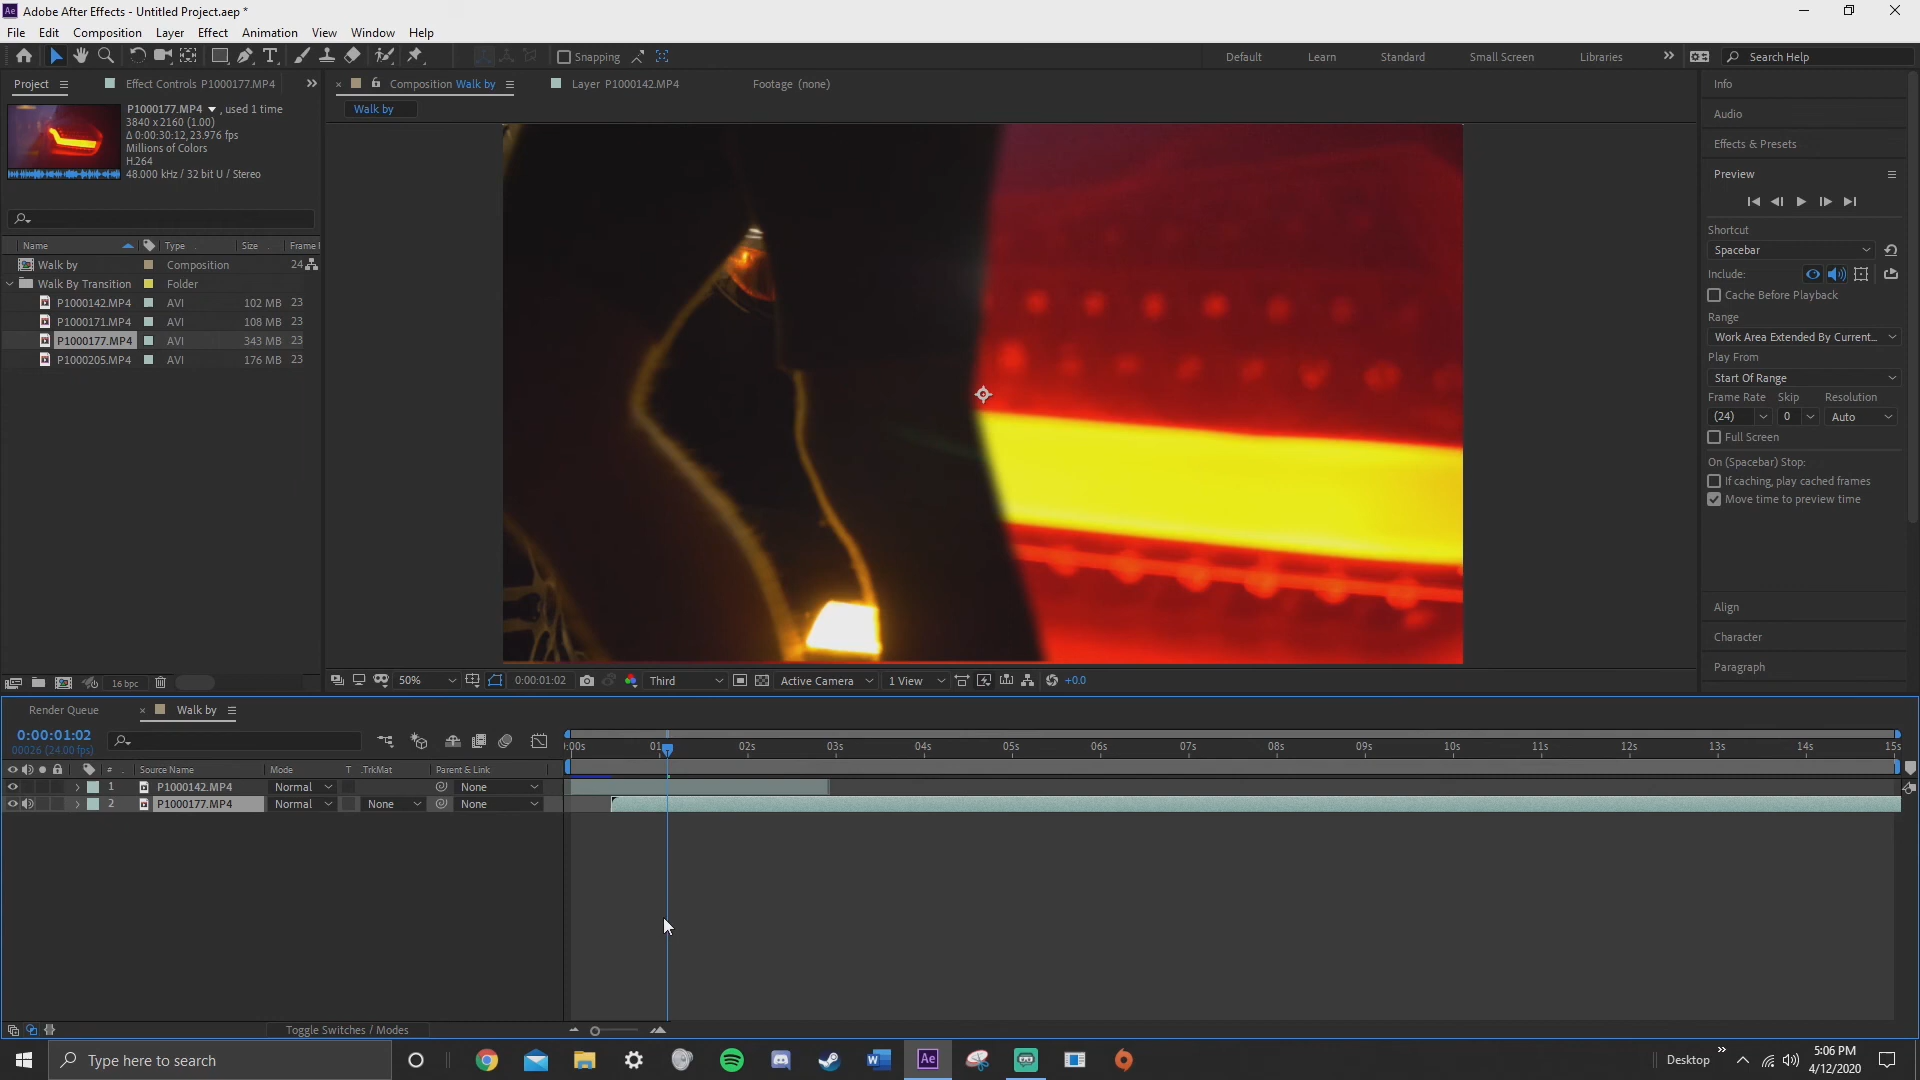 Adobe After Effects - Untitled Project.aep *
File Edit Composition Layer Effect Animation View Window Help
Snapping Default Learn Standard Small Screen Libraries Search Help
Project Effect Controls P1000177.MP4 Composition Walk by Layer P1000142.MP4 Footage (none) Info
P1000177.MP4 , used 1 time Walk by
3840 x 2160 (1.00)
Δ 0:00:30:12, 23.976 fps
Millions of Colors
H.264
48.000 kHz / 32 bit U / Stereo
Name Type Size Frame
Walk by Composition 24
Walk By Transition Folder
P1000142.MP4 AVI 102 MB 23
P1000171.MP4 AVI 108 MB 23
P1000177.MP4 AVI 343 MB 23
P1000205.MP4 AVI 176 MB 23
Audio
Effects & Presets
Preview
Shortcut
Spacebar
Include:
Cache Before Playback
Range
Work Area Extended By Current...
Play From
Start Of Range
Frame Rate Skip Resolution
(24) 0 Auto
Full Screen
On (Spacebar) Stop:
If caching, play cached frames
Move time to preview time
Align
Character
Paragraph
16 bpc 50% 0:00:01:02 Third Active Camera 1 View +0.0
Render Queue Walk by
0:00:01:02
00026 (24.00 fps)
:00s 01 02s 03s 04s 05s 06s 07s 08s 09s 10s 11s 12s 13s 14s 15s
# Source Name Mode T .TrkMat Parent & Link
1 P1000142.MP4 Normal None
2 P1000177.MP4 Normal None None
Toggle Switches / Modes
Type here to search Desktop 5:06 PM
4/12/2020